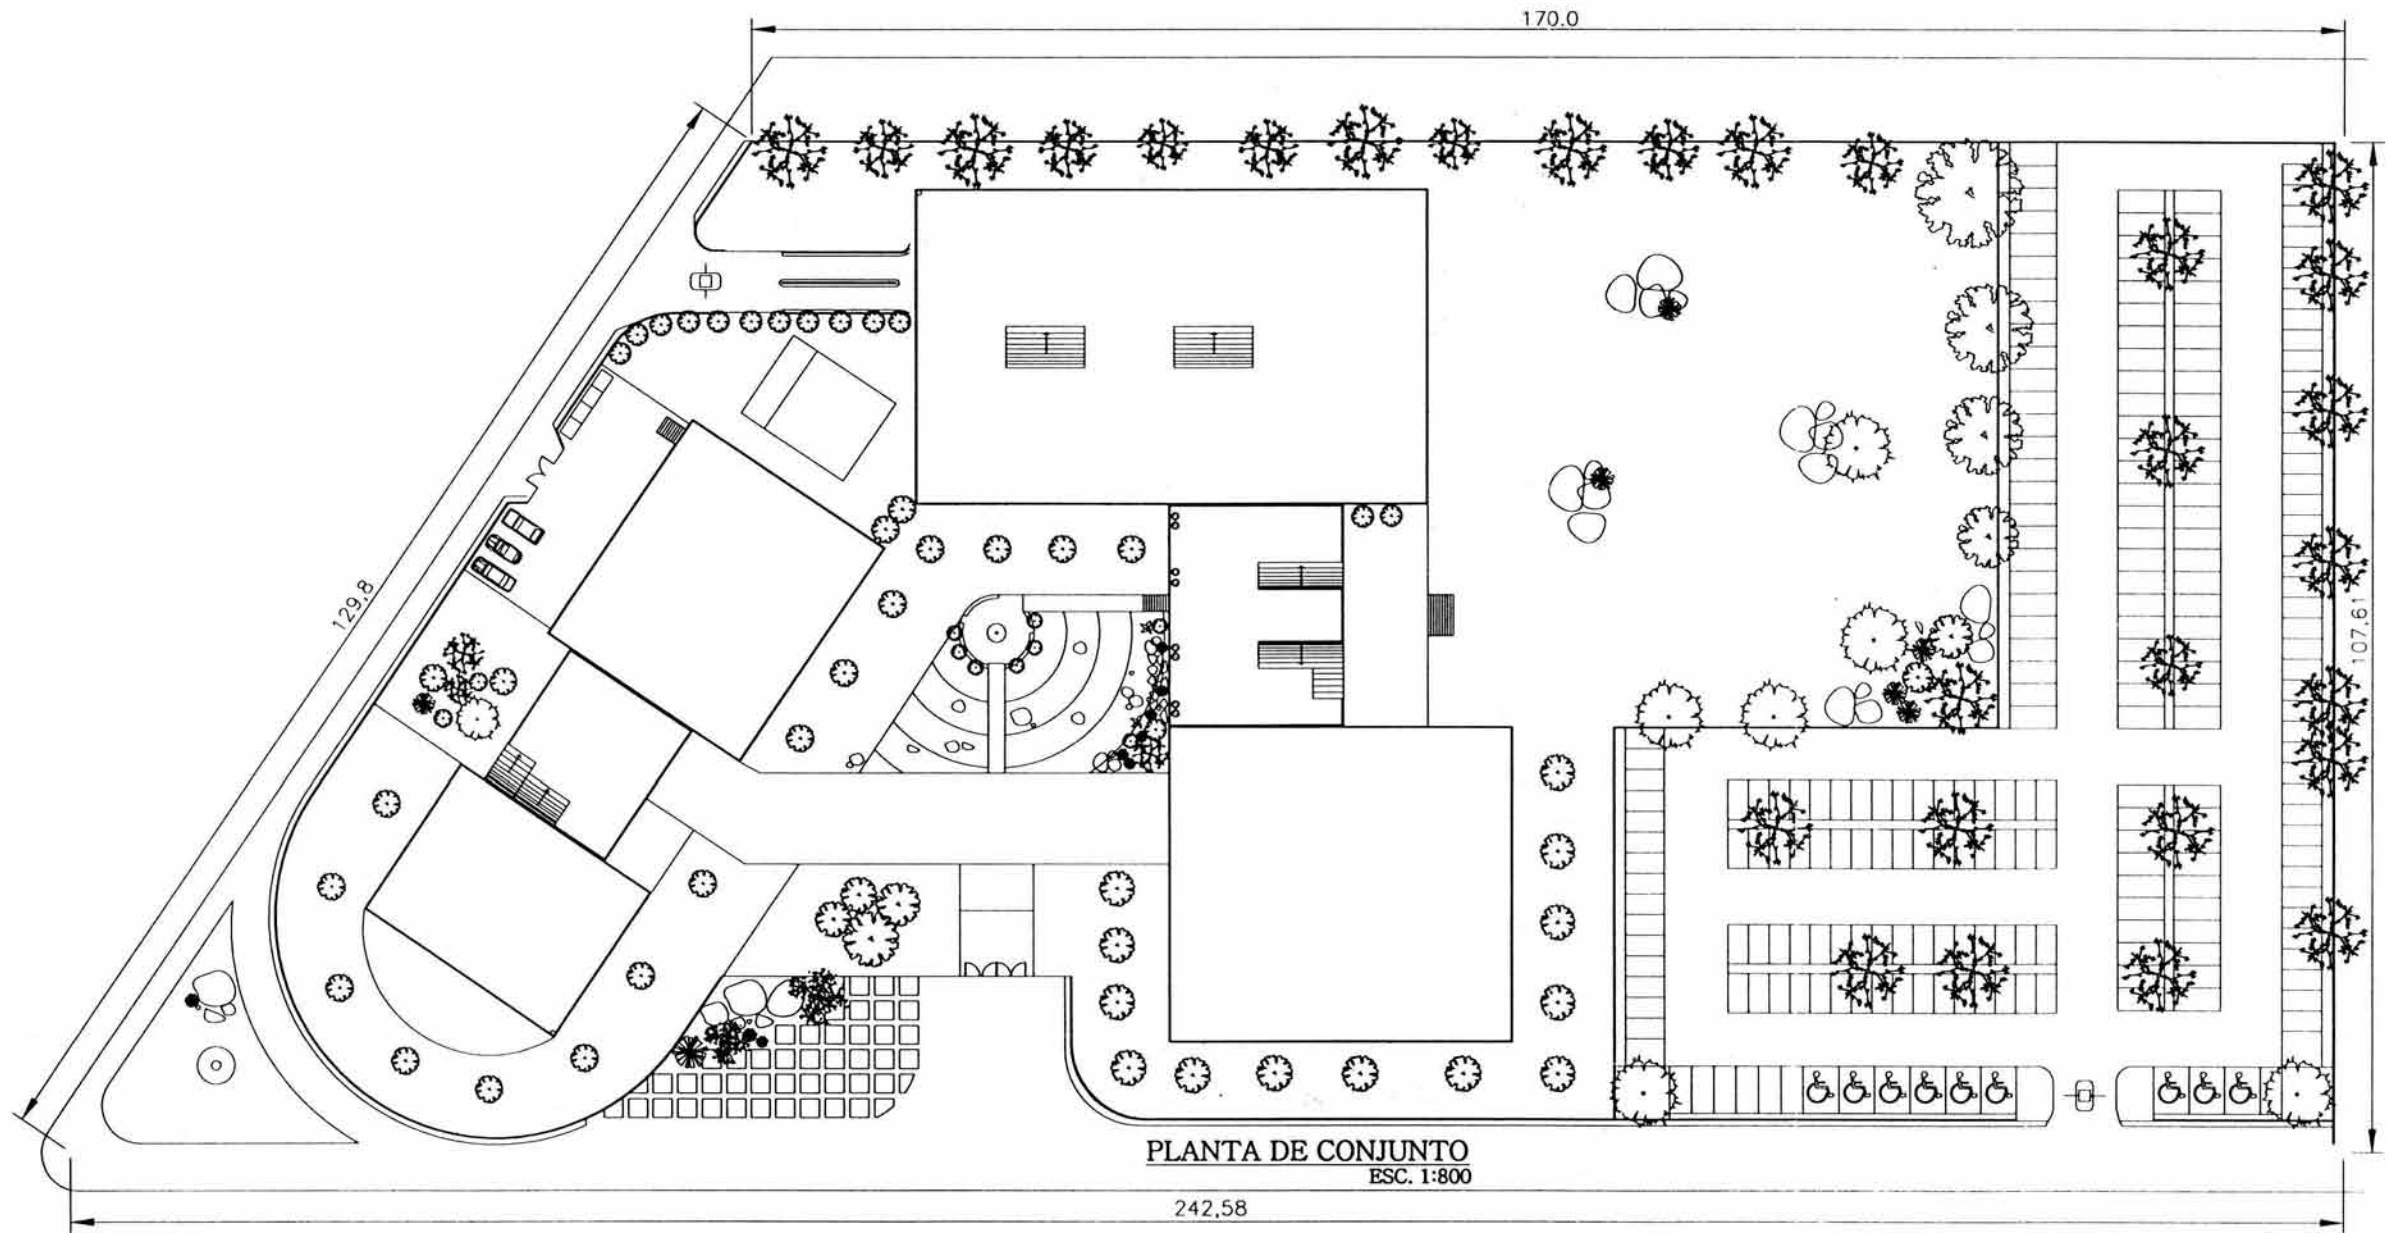 170.0
129,8
107,61
PLANTA DE CONJUNTO
ESC. 1:800
242,58